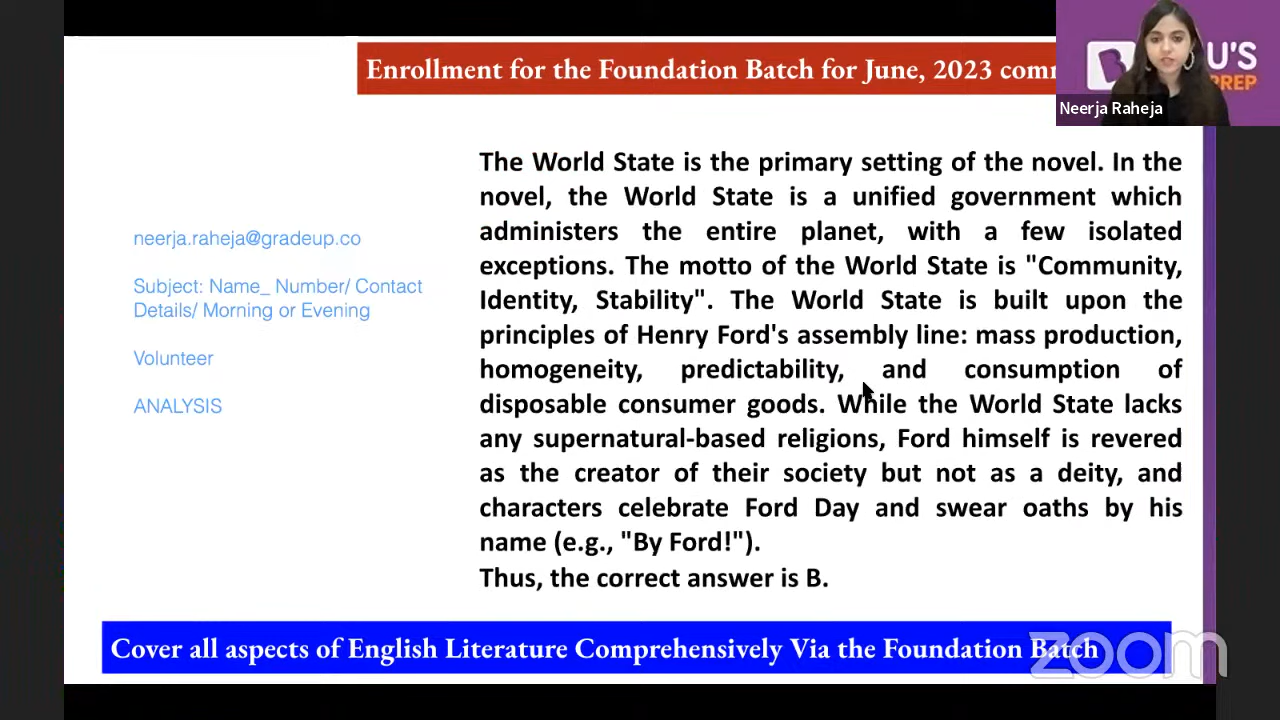 Enrollment for the Foundation Batch for June, 2023
U'S
PREP
Neerja Raheja
neerja.raheja@gradeup.co
Subject: Name_ Number/ Contact
Details/ Morning or Evening
Volunteer
ANALYSIS
The World State is the primary setting of the novel. In the
novel, the World State is a unified government which
administers the entire planet, with a few isolated
exceptions. The motto of the World State is "Community,
Identity, Stability". The World State is built upon the
principles of Henry Ford's assembly line: mass production,
homogeneity, predictability, and consumption of
disposable consumer goods. While the World State lacks
any supernatural-based religions, Ford himself is revered
as the creator of their society but not as a deity, and
characters celebrate Ford Day and swear oaths by his
name (e.g., "By Ford!").
Thus, the correct answer is B.
Cover all aspects of English Literature Comprehensively Via the Foundation Batch
zoom